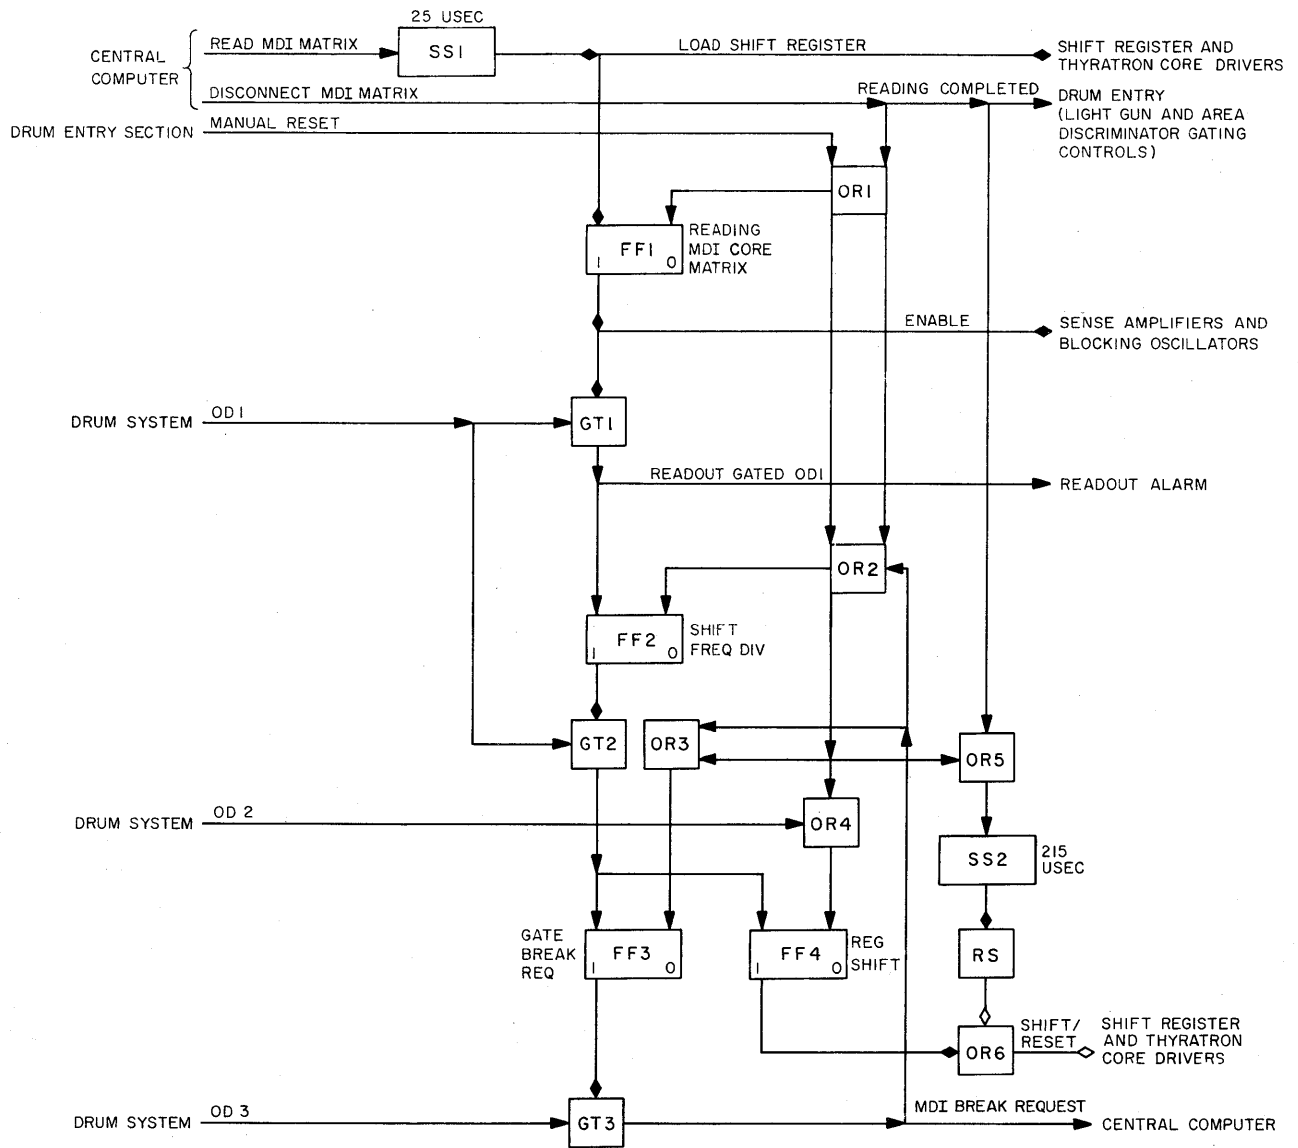 25 USEC
CENTRAL
COMPUTER
READ MDI MATRIX
SS1
LOAD SHIFT REGISTER
SHIFT REGISTER AND
THYRATRON CORE DRIVERS
DISCONNECT MDI MATRIX
READING COMPLETED
DRUM ENTRY
(LIGHT GUN AND AREA
DISCRIMINATOR GATING
CONTROLS)
DRUM ENTRY SECTION
MANUAL RESET
OR1
FF1
1 0
READING
MDI CORE
MATRIX
ENABLE
SENSE AMPLIFIERS AND
BLOCKING OSCILLATORS
DRUM SYSTEM
OD1
GT1
READOUT GATED OD1
READOUT ALARM
OR2
FF2
1 0
SHIFT
FREQ DIV
GT2
OR3
OR5
DRUM SYSTEM
OD 2
OR4
SS2
215
USEC
GATE
BREAK
REQ
FF3
1 0
FF4
1 0
REG
SHIFT
RS
SHIFT/
RESET
OR6
SHIFT REGISTER
AND THYRATRON
CORE DRIVERS
DRUM SYSTEM
OD 3
GT3
MDI BREAK REQUEST
CENTRAL COMPUTER